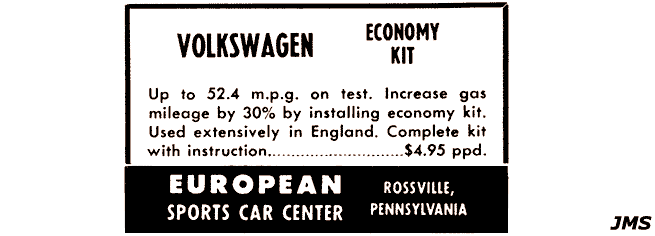 VOLKSWAGEN
ECONOMY
KIT
Up to 52.4 m.p.g. on test. Increase gas
mileage by 30% by installing economy kit.
Used extensively in England. Complete kit
with instruction.............................$4.95 ppd.
EUROPEAN
SPORTS CAR CENTER
ROSSVILLE,
PENNSYLVANIA
JMS